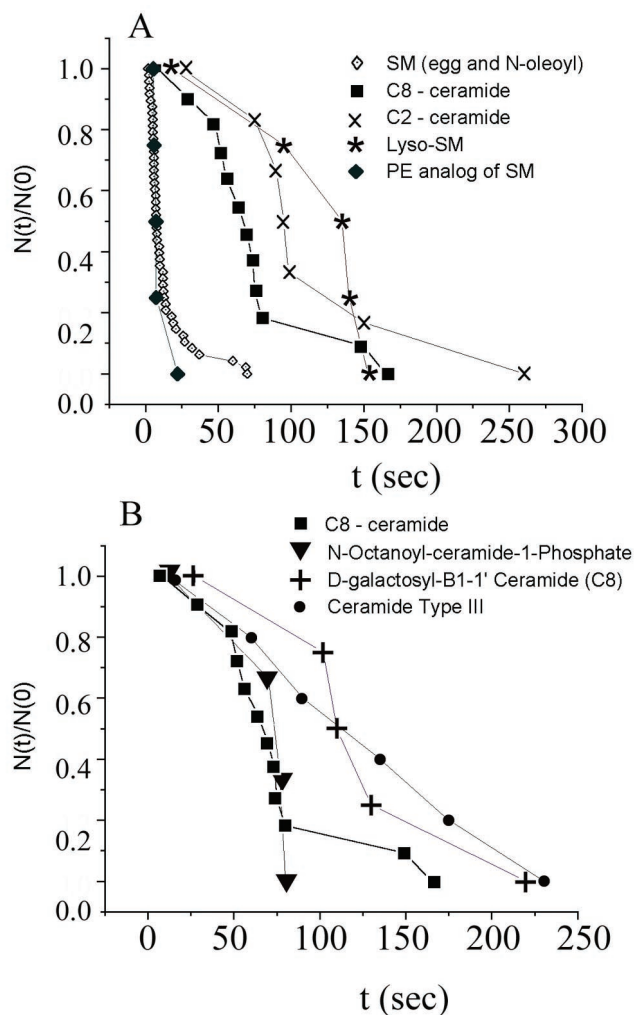 A
◇ SM (egg and N-oleoyl)
■ C8 - ceramide
× C2 - ceramide
* Lyso-SM
◆ PE analog of SM
N(t)/N(0)
1.0
0.8
0.6
0.4
0.2
0.0
0 50 100 150 200 250 300
t (sec)
B
■ C8 - ceramide
▼ N-Octanoyl-ceramide-1-Phosphate
+ D-galactosyl-B1-1' Ceramide (C8)
● Ceramide Type III
N(t)/N(0)
1.0
0.8
0.6
0.4
0.2
0.0
0 50 100 150 200 250
t (sec)